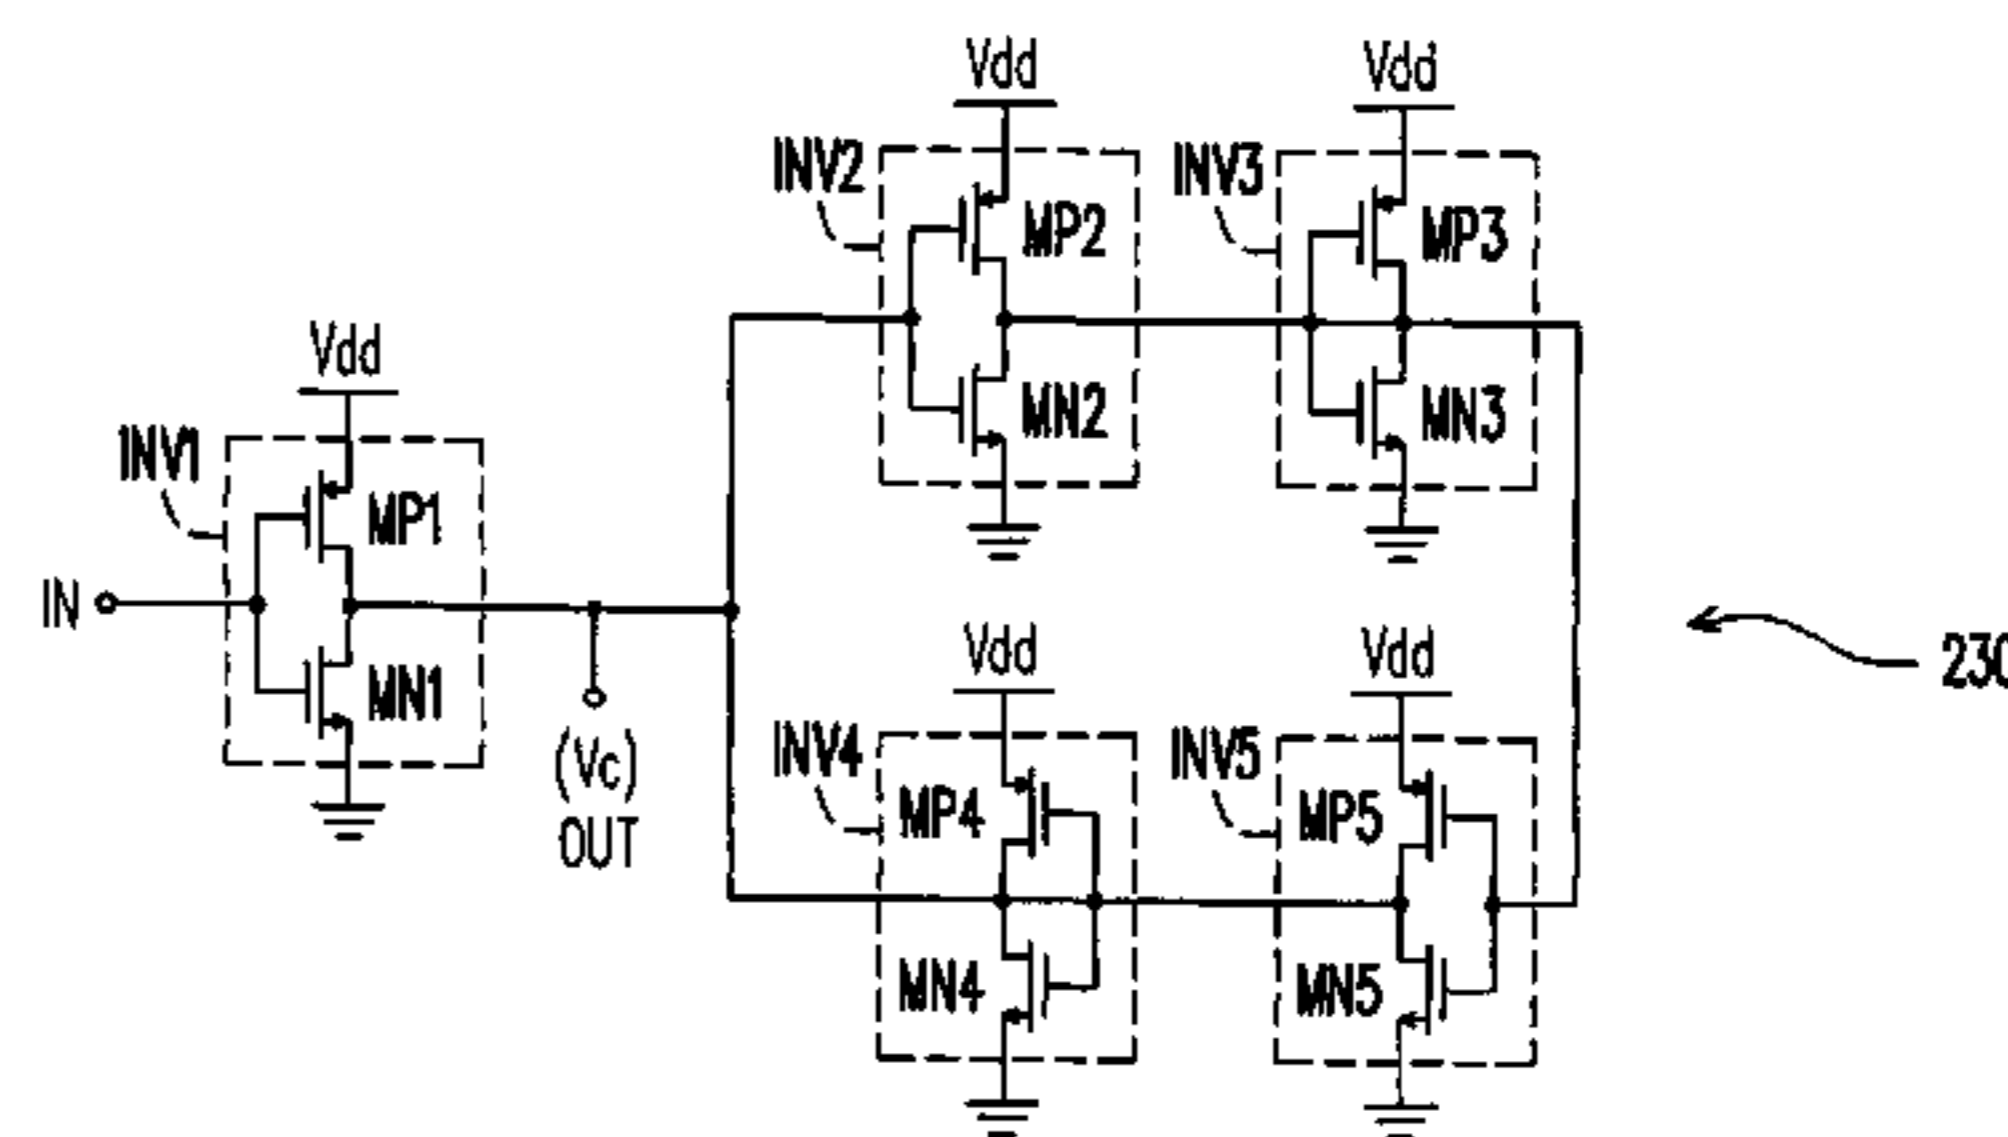 Vdd
Vdd
INV2
INV3
MP2
MP3
Vdd
MN2
MN3
INV1
MP1
IN
Vdd
Vdd
230
MN1
INV4
INV5
(Vc)
MP4
MP5
OUT
MN4
MN5